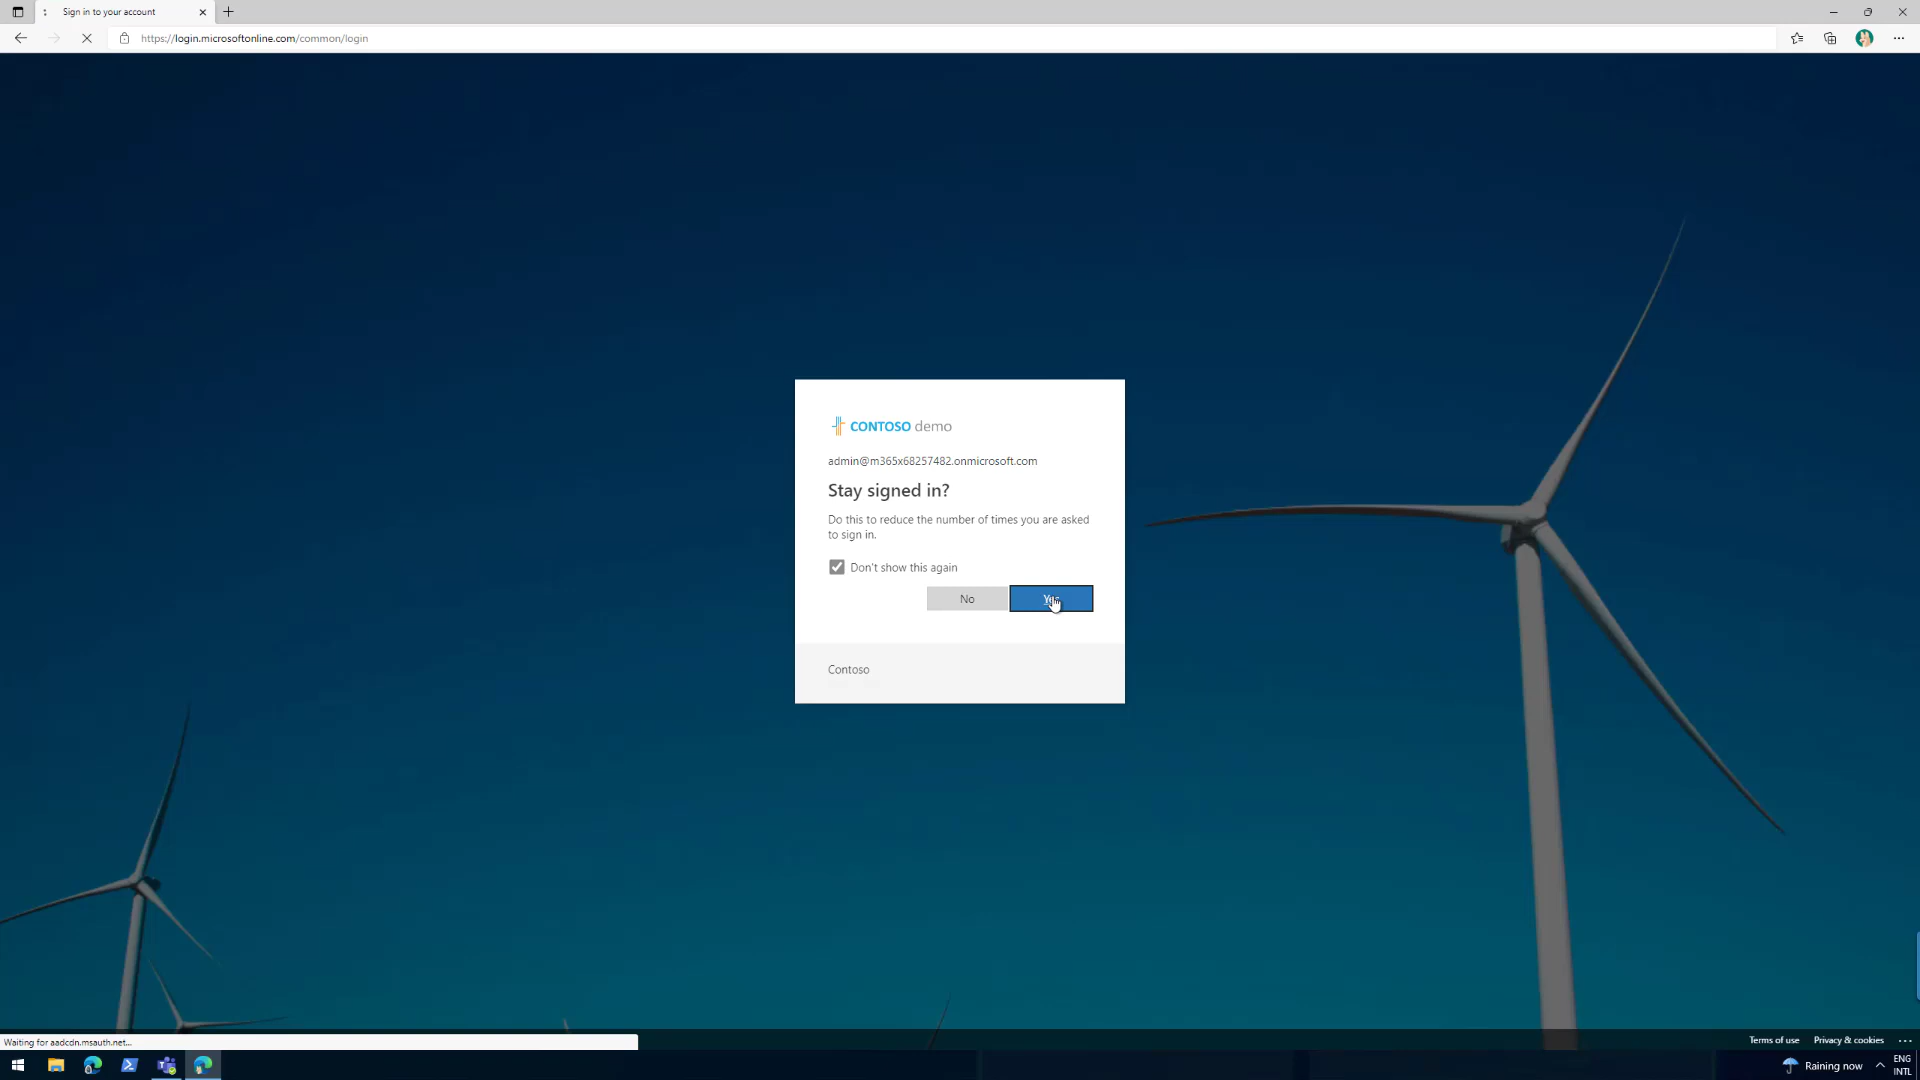 Sign in to your account
https://login.microsoftonline.com/common/login
CONTOSO demo
admin@m365x68257482.onmicrosoft.com
Stay signed in?
Do this to reduce the number of times you are asked
to sign in.
Don't show this again
No
Contoso
Waiting for aadcdn.msauth.net...
Terms of use Privacy & cookies ...
Raining now
ENG
INTL